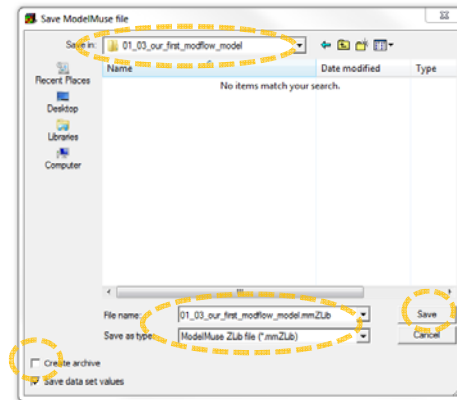 Save ModelMuse file
Save in: 01_03_our_first_modflow_model
Name Date modified Type
No items match your search.
Recent Places
Desktop
Libraries
Computer
File name: 01_03_our_first_modflow_model.mmZLib Save
Save as type: ModelMuse ZLib file (*.mmZLib) Cancel
Create archive
Save data set values